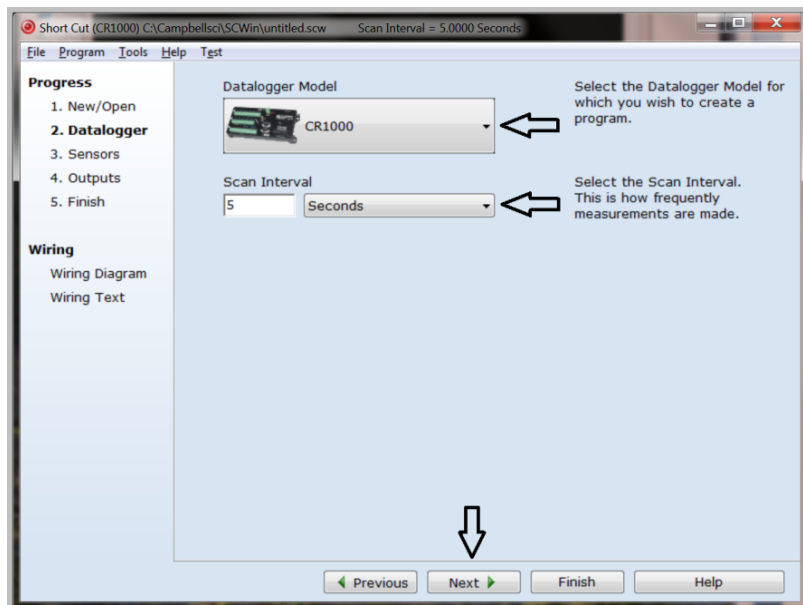 Short Cut (CR1000) C:\Campbellsci\SCWin\untitled.scw Scan Interval = 5.0000 Seconds
File Program Tools Help Test
Progress
1. New/Open
2. Datalogger
3. Sensors
4. Outputs
5. Finish
Wiring
Wiring Diagram
Wiring Text
Datalogger Model
CR1000
Select the Datalogger Model for
which you wish to create a
program.
Scan Interval
5 Seconds
Select the Scan Interval.
This is how frequently
measurements are made.
Previous Next Finish Help